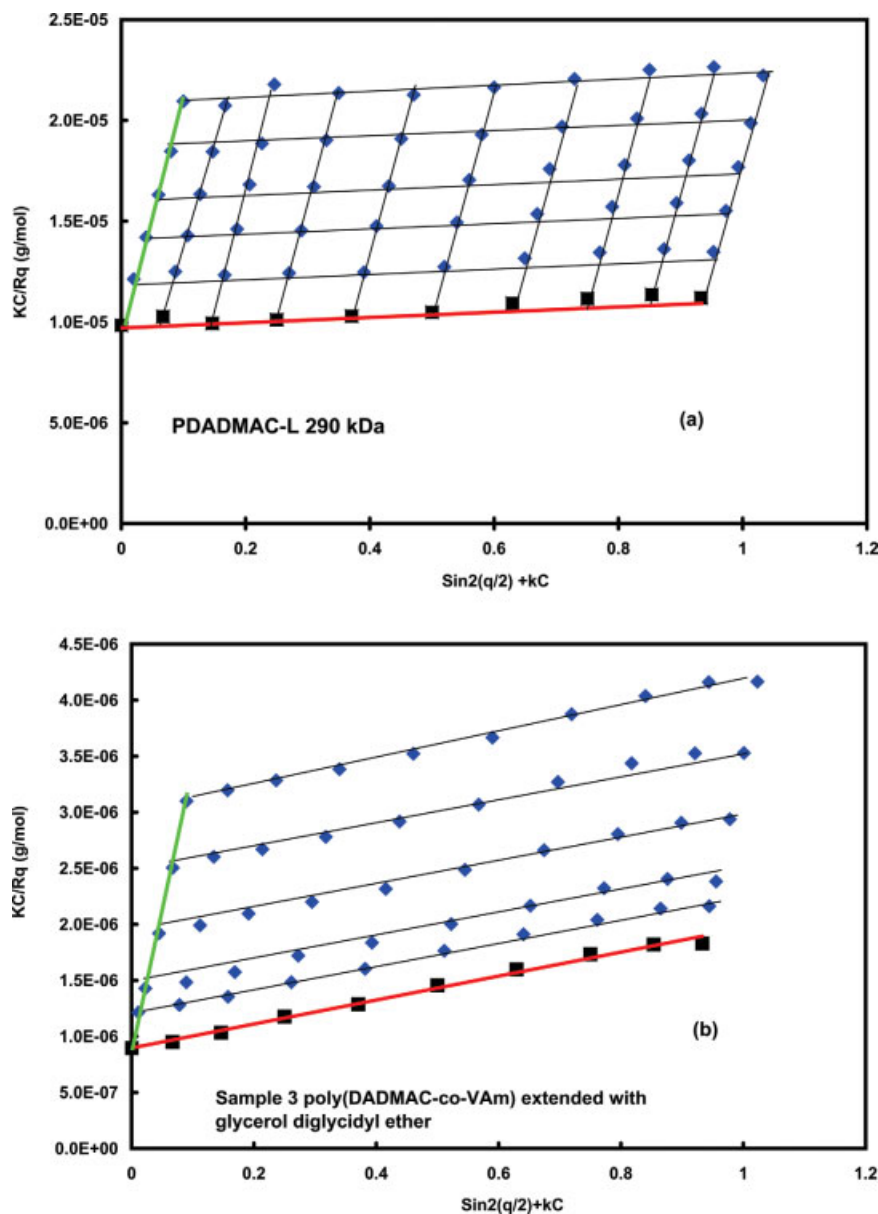 2.5E-05
2.0E-05
1.5E-05
1.0E-05
5.0E-06
0.0E+00
KC/Rq (g/mol)
PDADMAC-L 290 kDa
(a)
0 0.2 0.4 0.6 0.8 1 1.2
Sin2(q/2) +kC
4.5E-06
4.0E-06
3.5E-06
3.0E-06
2.5E-06
2.0E-06
1.5E-06
1.0E-06
5.0E-07
0.0E+00
KC/Rq (g/mol)
(b)
Sample 3 poly(DADMAC-co-VAm) extended with
glycerol diglycidyl ether
0 0.2 0.4 0.6 0.8 1 1.2
Sin2(q/2)+kC